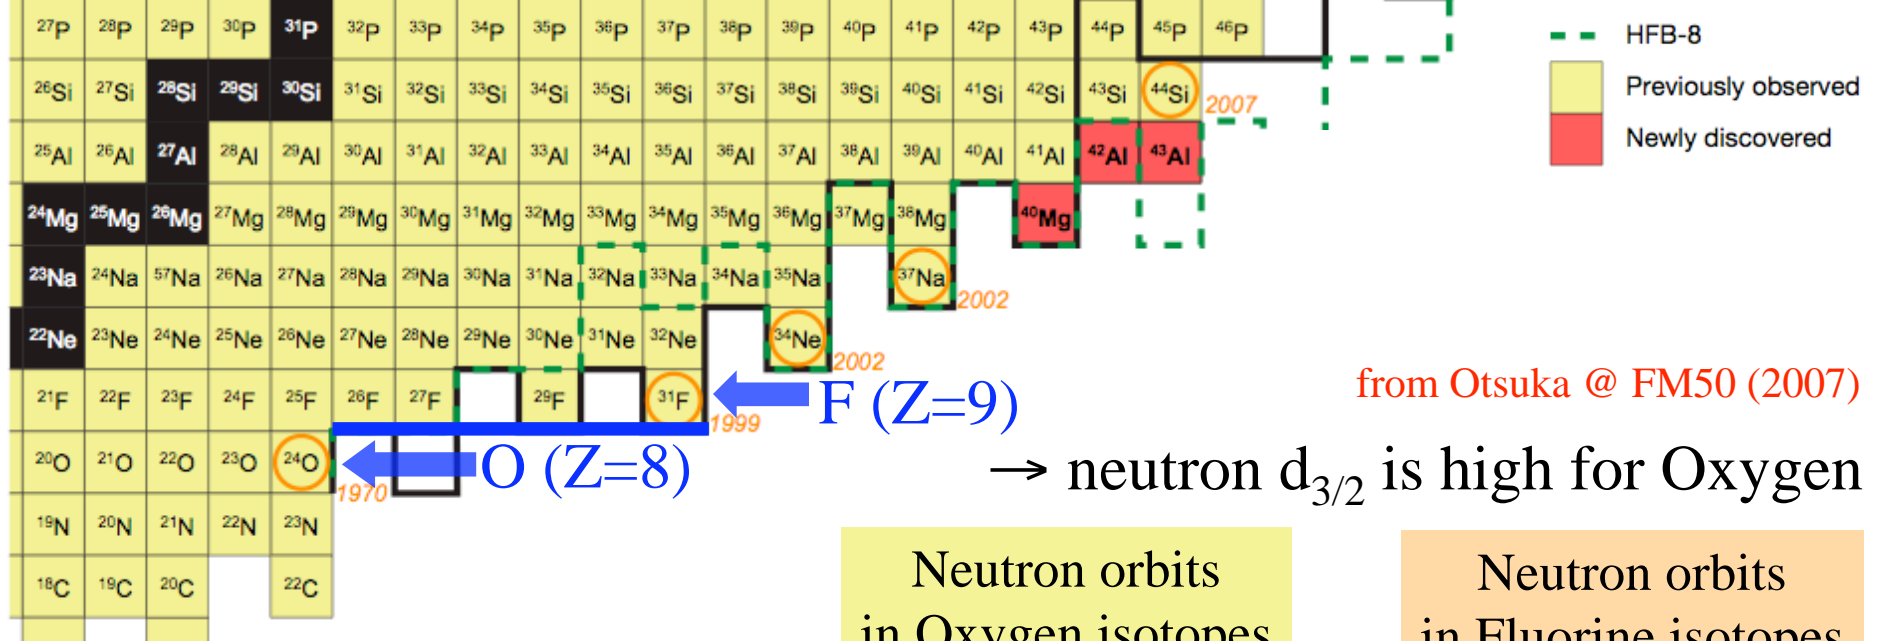 27P 28P 29P 30P 31P 32P 33P 34P 35P 36P 37P 38P 39P 40P 41P 42P 43P 44P 45P 46P
HFB-8
26Si 27Si 28Si 29Si 30Si 31Si 32Si 33Si 34Si 35Si 36Si 37Si 38Si 39Si 40Si 41Si 42Si 43Si 44Si 2007
Previously observed
25Al 26Al 27Al 28Al 29Al 30Al 31Al 32Al 33Al 34Al 35Al 36Al 37Al 38Al 39Al 40Al 41Al 42Al 43Al
Newly discovered
24Mg 25Mg 26Mg 27Mg 28Mg 29Mg 30Mg 31Mg 32Mg 33Mg 34Mg 35Mg 36Mg 37Mg 38Mg 40Mg
23Na 24Na 57Na 26Na 27Na 28Na 29Na 30Na 31Na 32Na 33Na 34Na 35Na 37Na 2002
22Ne 23Ne 24Ne 25Ne 26Ne 27Ne 28Ne 29Ne 30Ne 31Ne 32Ne 34Ne 2002
21F 22F 23F 24F 25F 26F 27F 29F 31F 1999 F (Z=9)
from Otsuka @ FM50 (2007)
20O 21O 22O 23O 24O 1970 O (Z=8)
→ neutron d3/2 is high for Oxygen
19N 20N 21N 22N 23N
18C 19C 20C 22C
Neutron orbits
in Oxygen isotopes
Neutron orbits
in Fluorine isotopes